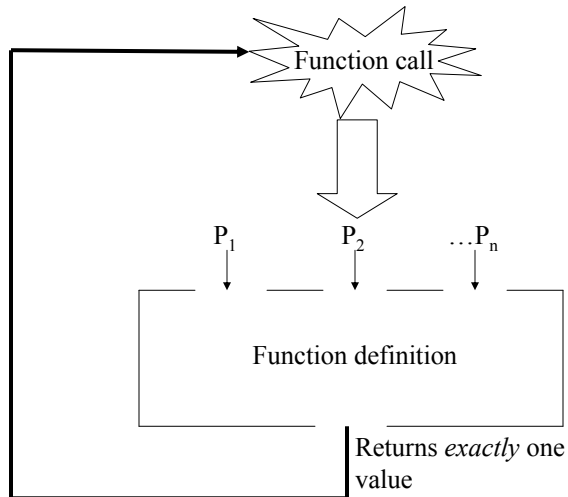 Function call
P₁ P₂ …Pₙ
Function definition
Returns exactly one
value